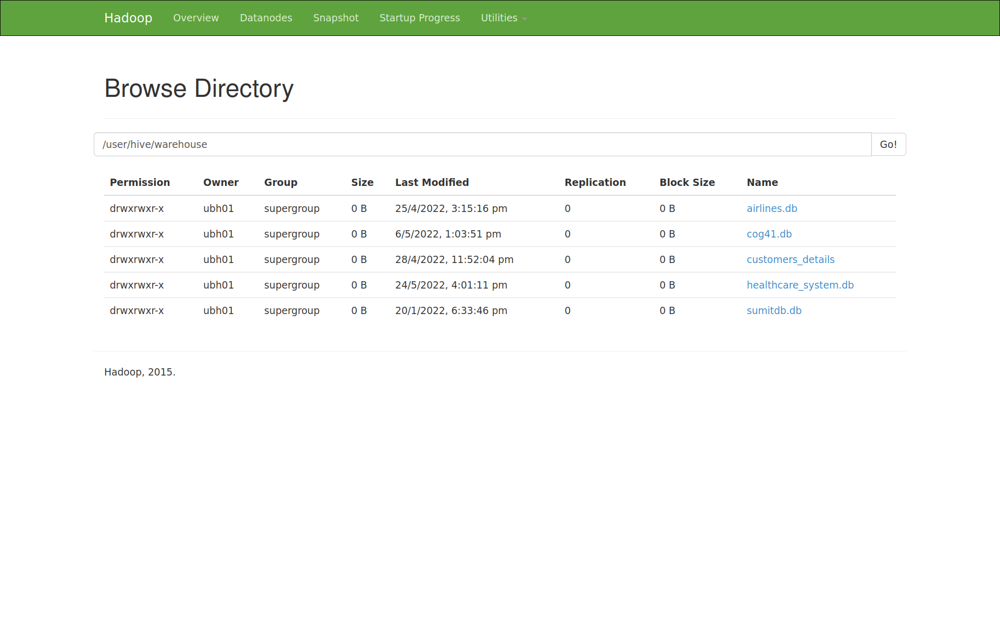 Hadoop Overview Datanodes Snapshot Startup Progress Utilities
Browse Directory
/user/hive/warehouse Go!
Permission Owner Group Size Last Modified Replication Block Size Name
drwxrwxr-x ubh01 supergroup 0 B 25/4/2022, 3:15:16 pm 0 0 B airlines.db
drwxrwxr-x ubh01 supergroup 0 B 6/5/2022, 1:03:51 pm 0 0 B cog41.db
drwxrwxr-x ubh01 supergroup 0 B 28/4/2022, 11:52:04 pm 0 0 B customers_details
drwxrwxr-x ubh01 supergroup 0 B 24/5/2022, 4:01:11 pm 0 0 B healthcare_system.db
drwxrwxr-x ubh01 supergroup 0 B 20/1/2022, 6:33:46 pm 0 0 B sumitdb.db
Hadoop, 2015.